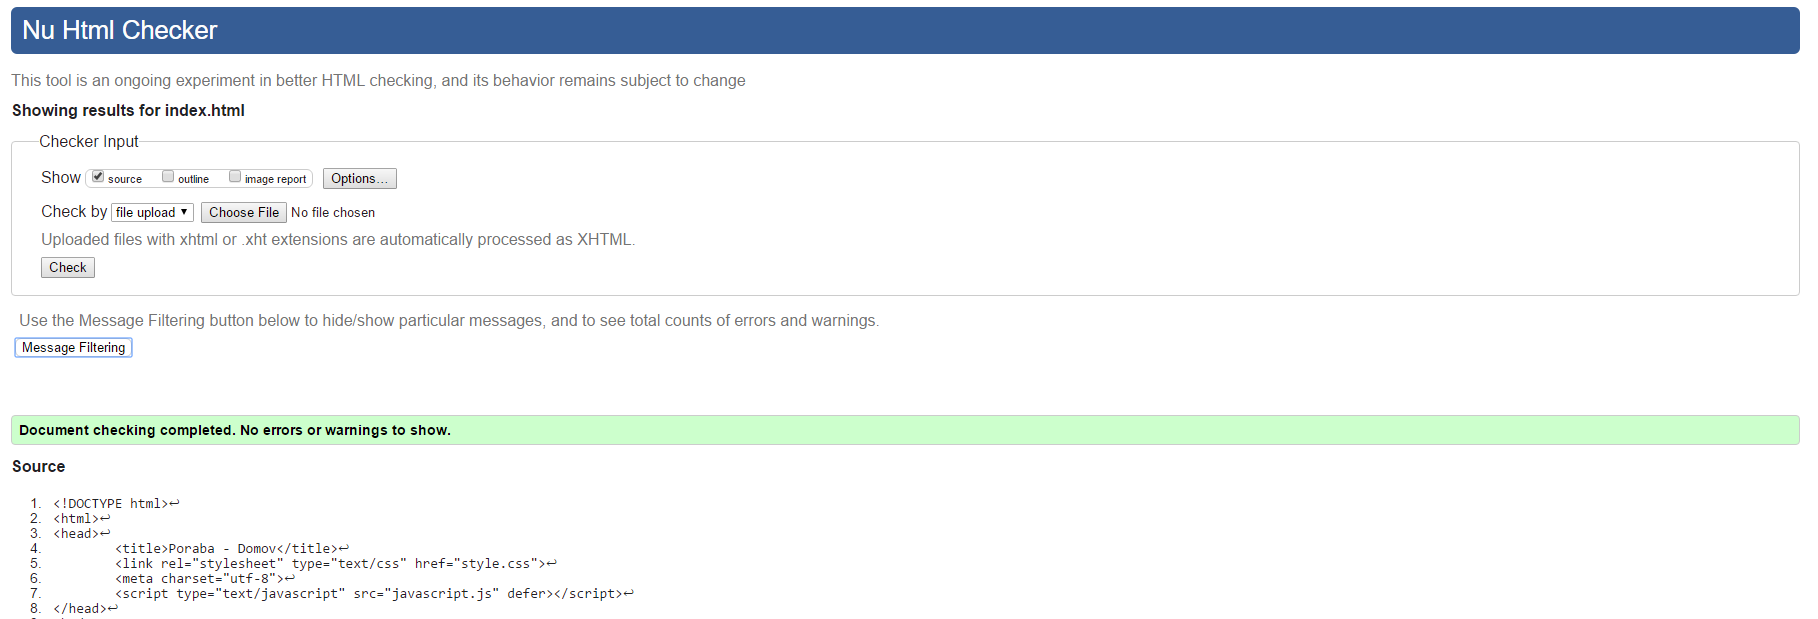 Nu Html Checker
This tool is an ongoing experiment in better HTML checking, and its behavior remains subject to change
Showing results for index.html
Checker Input
Show source outline image report Options...
Check by file upload Choose File No file chosen
Uploaded files with xhtml or .xht extensions are automatically processed as XHTML.
Check
Use the Message Filtering button below to hide/show particular messages, and to see total counts of errors and warnings.
Message Filtering
Document checking completed. No errors or warnings to show.
Source
1. <!DOCTYPE html>↩
2. <html>↩
3. <head>↩
4. <title>Poraba - Domov</title>↩
5. <link rel="stylesheet" type="text/css" href="style.css">↩
6. <meta charset="utf-8">↩
7. <script type="text/javascript" src="javascript.js" defer></script>↩
8. </head>↩